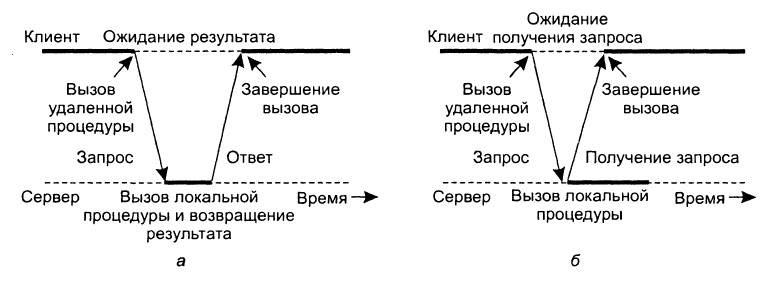 Клиент
Ожидание результата
Вызов
удаленной
процедуры
Завершение
вызова
Запрос
Ответ
Сервер
Вызов локальной
процедуры и возвращение
результата
Время
а
Клиент
Ожидание
получения запроса
Вызов
удаленной
процедуры
Завершение
вызова
Запрос
Получение запроса
Сервер
Вызов локальной
процедуры
Время
б